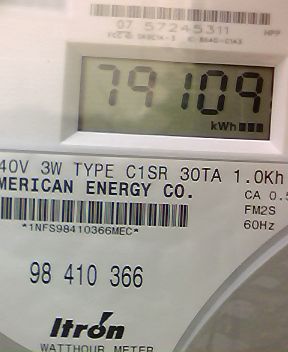 07 57245311 HPP
79109
kWh
40V 3W TYPE C1SR 30TA 1.0Kh
MERICAN ENERGY CO.
CA 0.5
FM2S
*1NFS98410366MEC*
60Hz
98 410 366
Itron
WATTHOUR METER